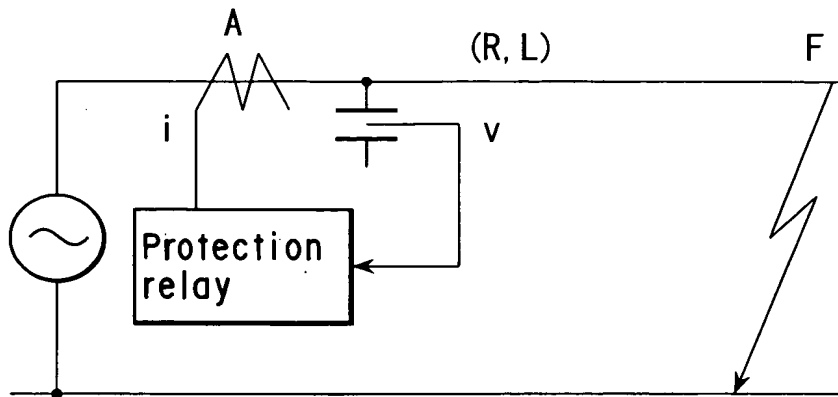 A
(R, L)
F
i
v
Protection
relay